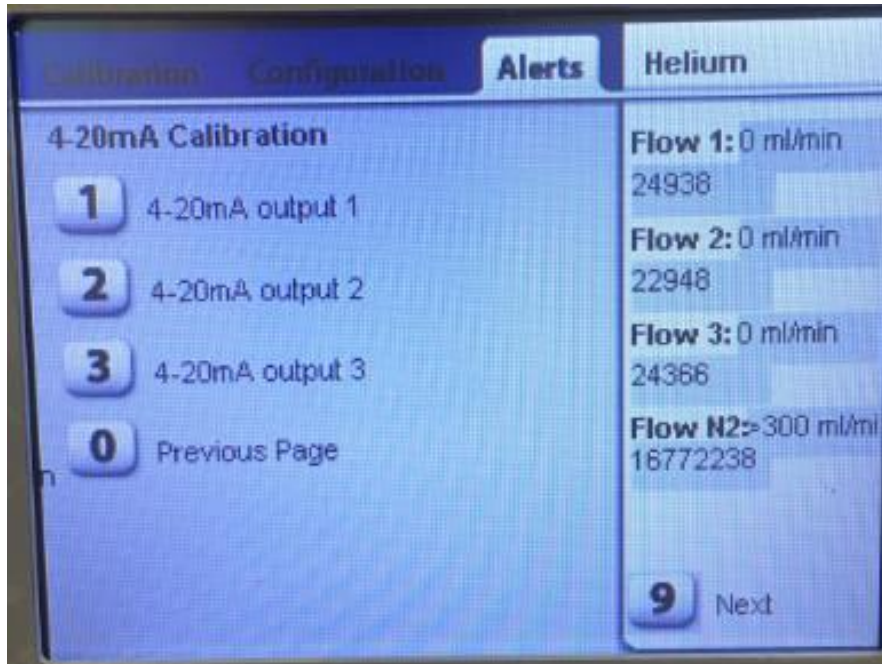 Calibration Configuration Alerts
4-20mA Calibration
1 4-20mA output 1
2 4-20mA output 2
3 4-20mA output 3
0 Previous Page
n
Helium
Flow 1: 0 ml/min
24938
Flow 2: 0 ml/min
22948
Flow 3: 0 ml/min
24366
Flow N2:>300 ml/mi
16772238
9 Next